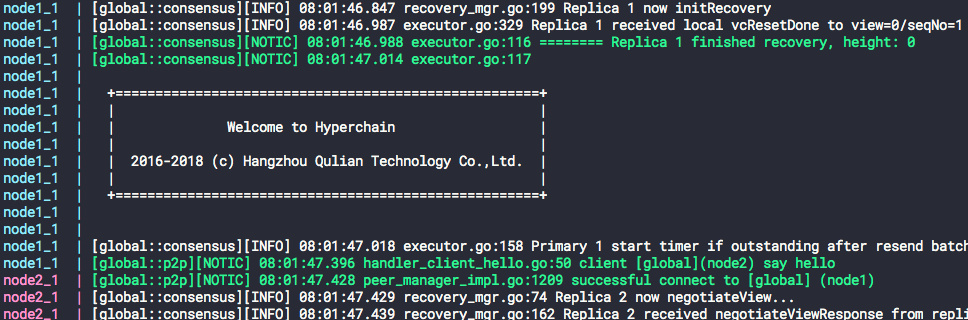 node1_1 | [global::consensus][INFO] 08:01:46.847 recovery_mgr.go:199 Replica 1 now initRecovery
node1_1 | [global::consensus][INFO] 08:01:46.987 executor.go:329 Replica 1 received local vcResetDone to view=0/seqNo=1
node1_1 | [global::consensus][NOTIC] 08:01:46.988 executor.go:116 ======== Replica 1 finished recovery, height: 0
node1_1 | [global::consensus][NOTIC] 08:01:47.014 executor.go:117
node1_1 |
node1_1 | +=====================================================+
node1_1 | | |
node1_1 | | Welcome to Hyperchain |
node1_1 | | |
node1_1 | | 2016-2018 (c) Hangzhou Qulian Technology Co.,Ltd. |
node1_1 | | |
node1_1 | +=====================================================+
node1_1 |
node1_1 |
node1_1 | [global::consensus][INFO] 08:01:47.018 executor.go:158 Primary 1 start timer if outstanding after resend batch
node1_1 | [global::p2p][NOTIC] 08:01:47.396 handler_client_hello.go:50 client [global](node2) say hello
node2_1 | [global::p2p][NOTIC] 08:01:47.428 peer_manager_impl.go:1209 successful connect to [global] (node1)
node2_1 | [global::consensus][INFO] 08:01:47.429 recovery_mgr.go:74 Replica 2 now negotiateView...
node2_1 | [global::consensus][INFO] 08:01:47.439 recovery_mgr.go:162 Replica 2 received negotiateViewResponse from repli